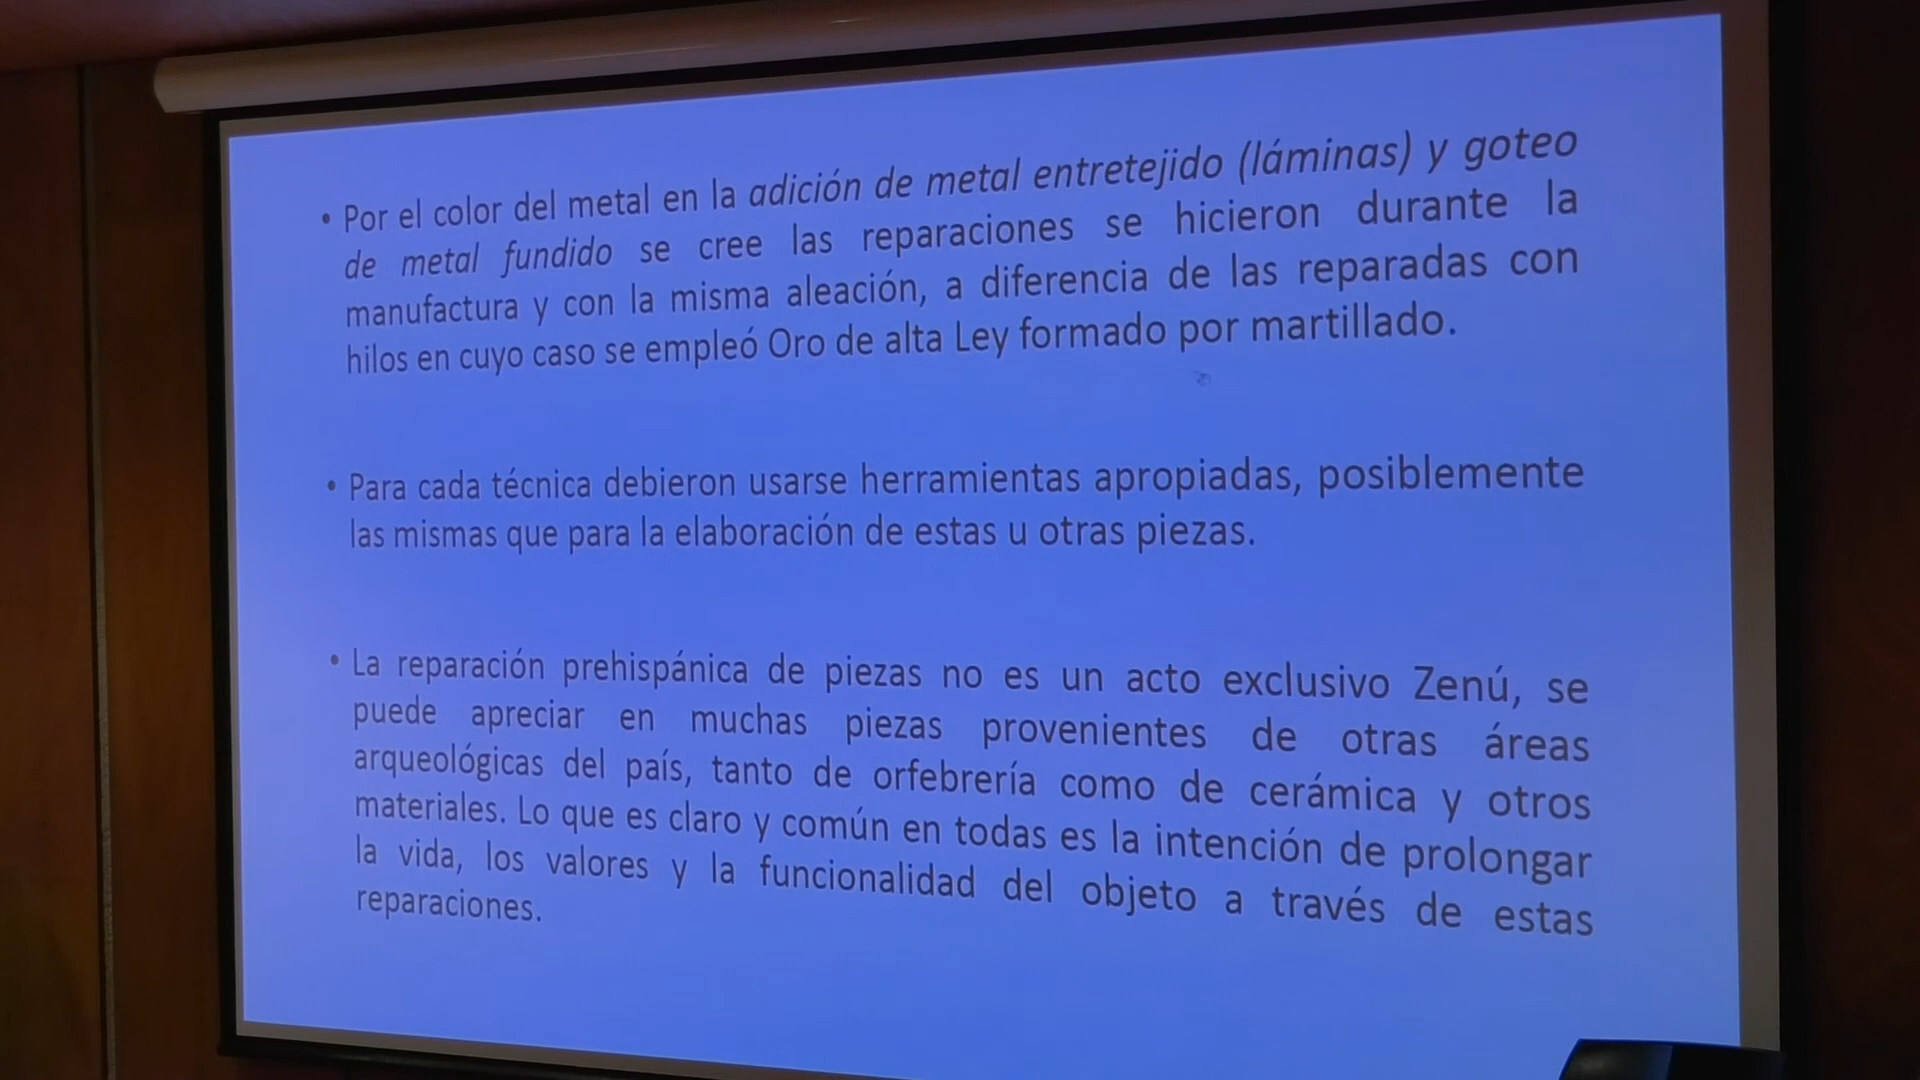 • Por el color del metal en la adición de metal entretejido (láminas) y goteo
de metal fundido se cree las reparaciones se hicieron durante la
manufactura y con la misma aleación, a diferencia de las reparadas con
hilos en cuyo caso se empleó Oro de alta Ley formado por martillado.
• Para cada técnica debieron usarse herramientas apropiadas, posiblemente
las mismas que para la elaboración de estas u otras piezas.
• La reparación prehispánica de piezas no es un acto exclusivo Zenú, se
puede apreciar en muchas piezas provenientes de otras áreas
arqueológicas del país, tanto de orfebrería como de cerámica y otros
materiales. Lo que es claro y común en todas es la intención de prolongar
la vida, los valores y la funcionalidad del objeto a través de estas
reparaciones.